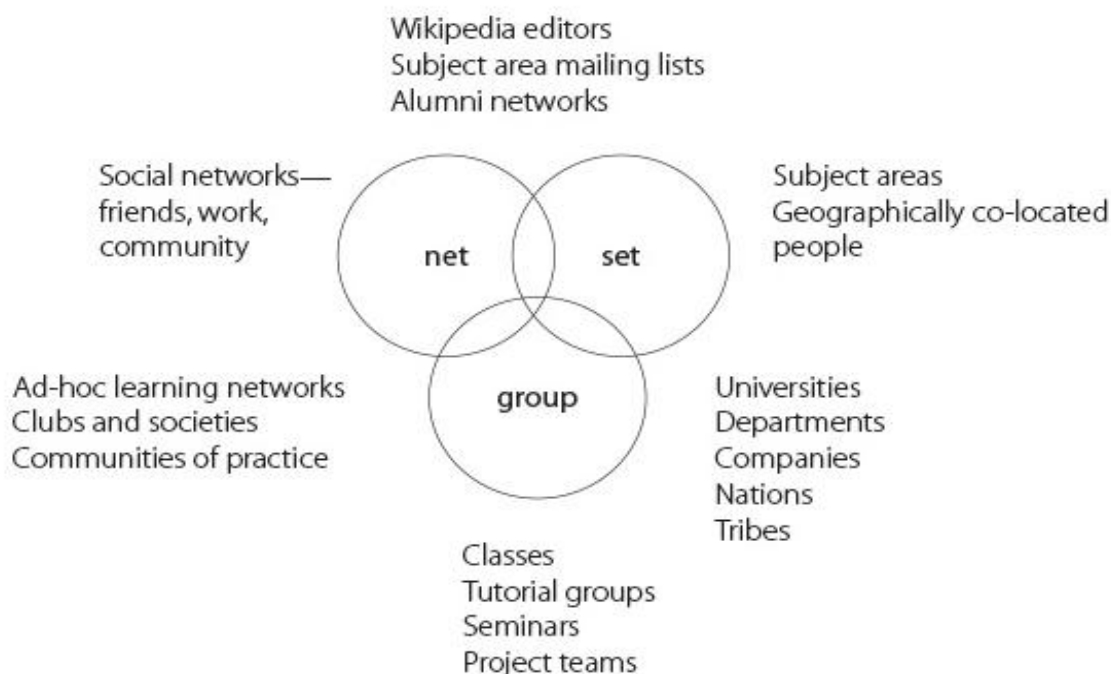 Wikipedia editors
Subject area mailing lists
Alumni networks
Social networks—
friends, work,
community
Subject areas
Geographically co-located
people
net
set
group
Ad-hoc learning networks
Clubs and societies
Communities of practice
Universities
Departments
Companies
Nations
Tribes
Classes
Tutorial groups
Seminars
Project teams